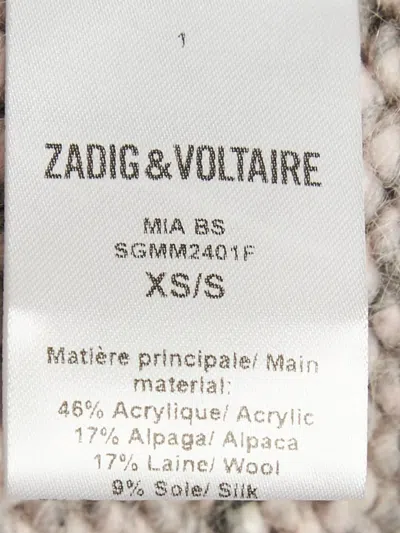 1
ZADIG&VOLTAIRE
MIA BS
SGMM2401F
XS/S
Matière principale/ Main
material:
46% Acrylique/ Acrylic
17% Alpaga/ Alpaca
17% Laine/ Wool
9% Soie/ Silk